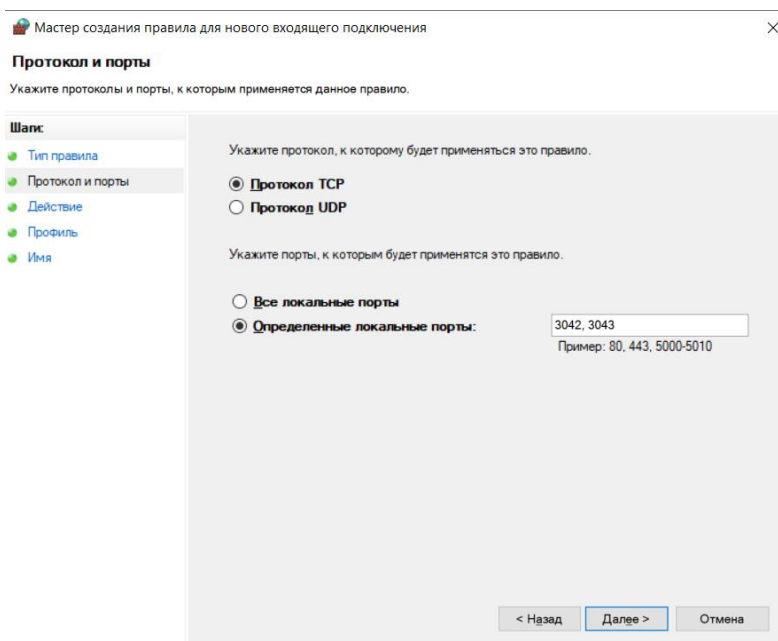 Мастер создания правила для нового входящего подключения
Протокол и порты
Укажите протоколы и порты, к которым применяется данное правило.
Шаги:
Тип правила
Протокол и порты
Действие
Профиль
Имя
Укажите протокол, к которому будет применяться это правило.
Протокол TCP
Протокол UDP
Укажите порты, к которым будет применятся это правило.
Все локальные порты
Определенные локальные порты:
3042, 3043
Пример: 80, 443, 5000-5010
< Назад
Далее >
Отмена